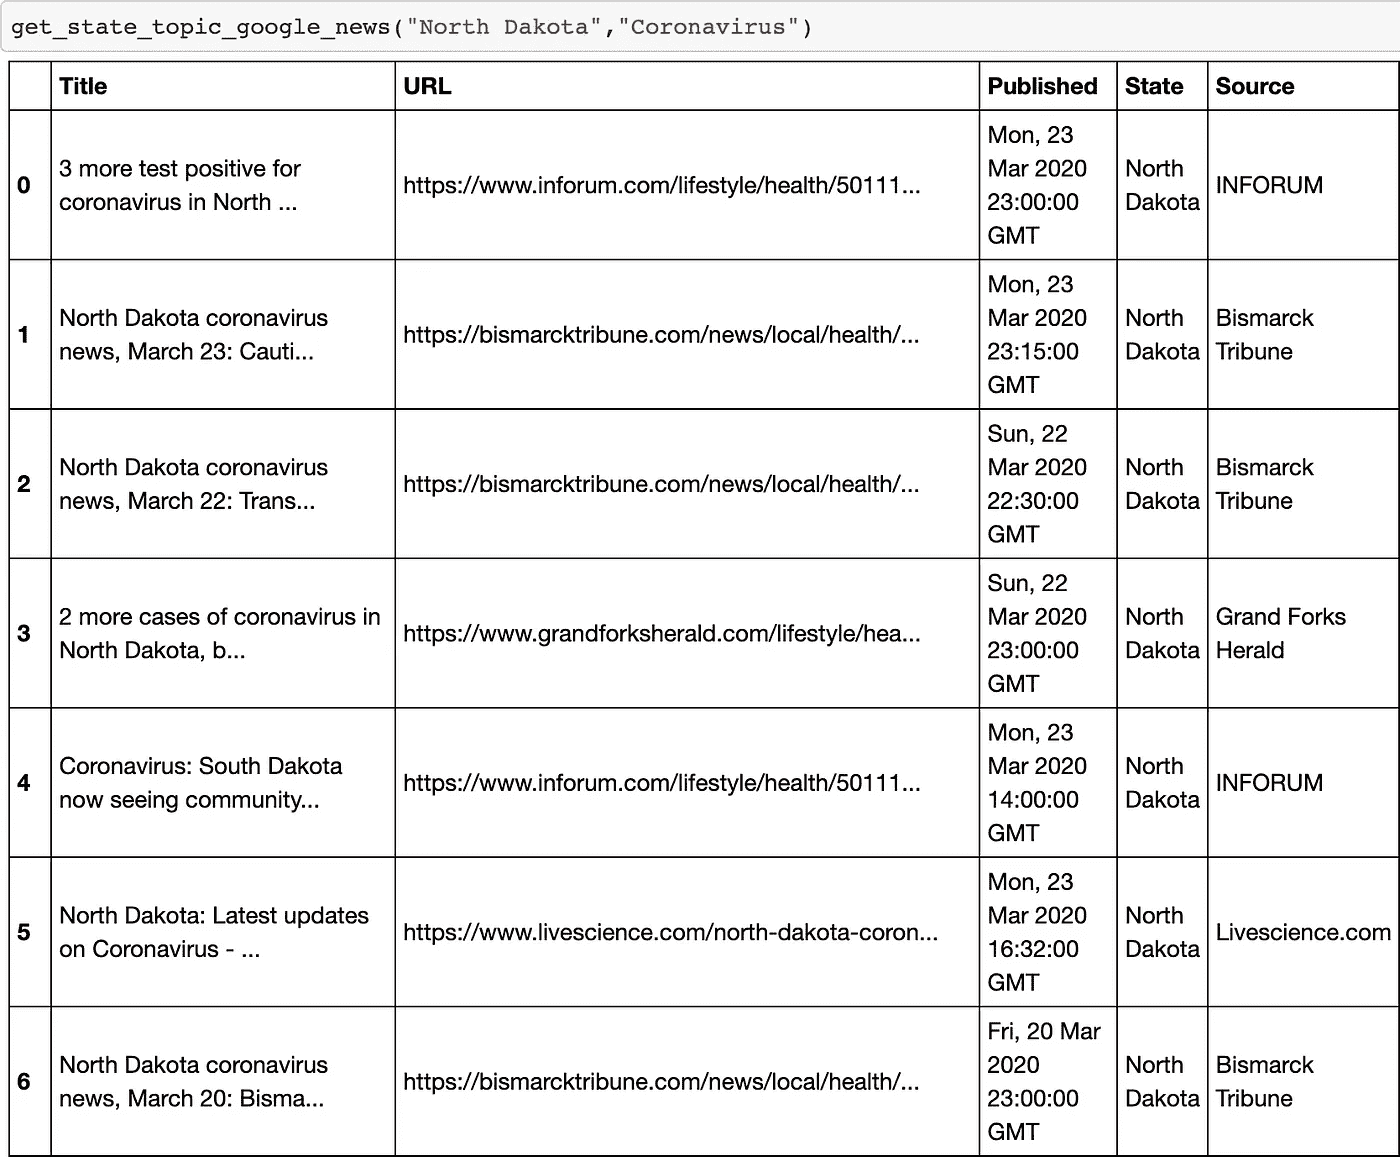 get_state_topic_google_news("North Dakota","Coronavirus")
Title URL Published State Source
0 3 more test positive for coronavirus in North ... https://www.inforum.com/lifestyle/health/50111... Mon, 23 Mar 2020 23:00:00 GMT North Dakota INFORUM
1 North Dakota coronavirus news, March 23: Cauti... https://bismarcktribune.com/news/local/health/... Mon, 23 Mar 2020 23:15:00 GMT North Dakota Bismarck Tribune
2 North Dakota coronavirus news, March 22: Trans... https://bismarcktribune.com/news/local/health/... Sun, 22 Mar 2020 22:30:00 GMT North Dakota Bismarck Tribune
3 2 more cases of coronavirus in North Dakota, b... https://www.grandforksherald.com/lifestyle/hea... Sun, 22 Mar 2020 23:00:00 GMT North Dakota Grand Forks Herald
4 Coronavirus: South Dakota now seeing community... https://www.inforum.com/lifestyle/health/50111... Mon, 23 Mar 2020 14:00:00 GMT North Dakota INFORUM
5 North Dakota: Latest updates on Coronavirus - ... https://www.livescience.com/north-dakota-coron... Mon, 23 Mar 2020 16:32:00 GMT North Dakota Livescience.com
6 North Dakota coronavirus news, March 20: Bisma... https://bismarcktribune.com/news/local/health/... Fri, 20 Mar 2020 23:00:00 GMT North Dakota Bismarck Tribune